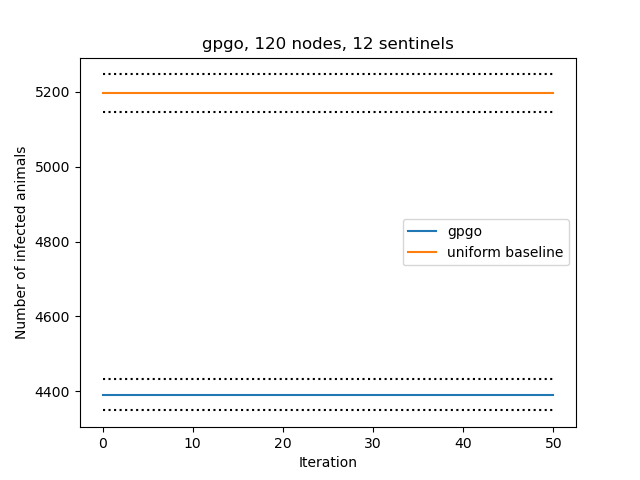 gpgo, 120 nodes, 12 sentinels
Number of infected animals
5200
5000
4800
4600
4400
gpgo
uniform baseline
0 10 20 30 40 50
Iteration